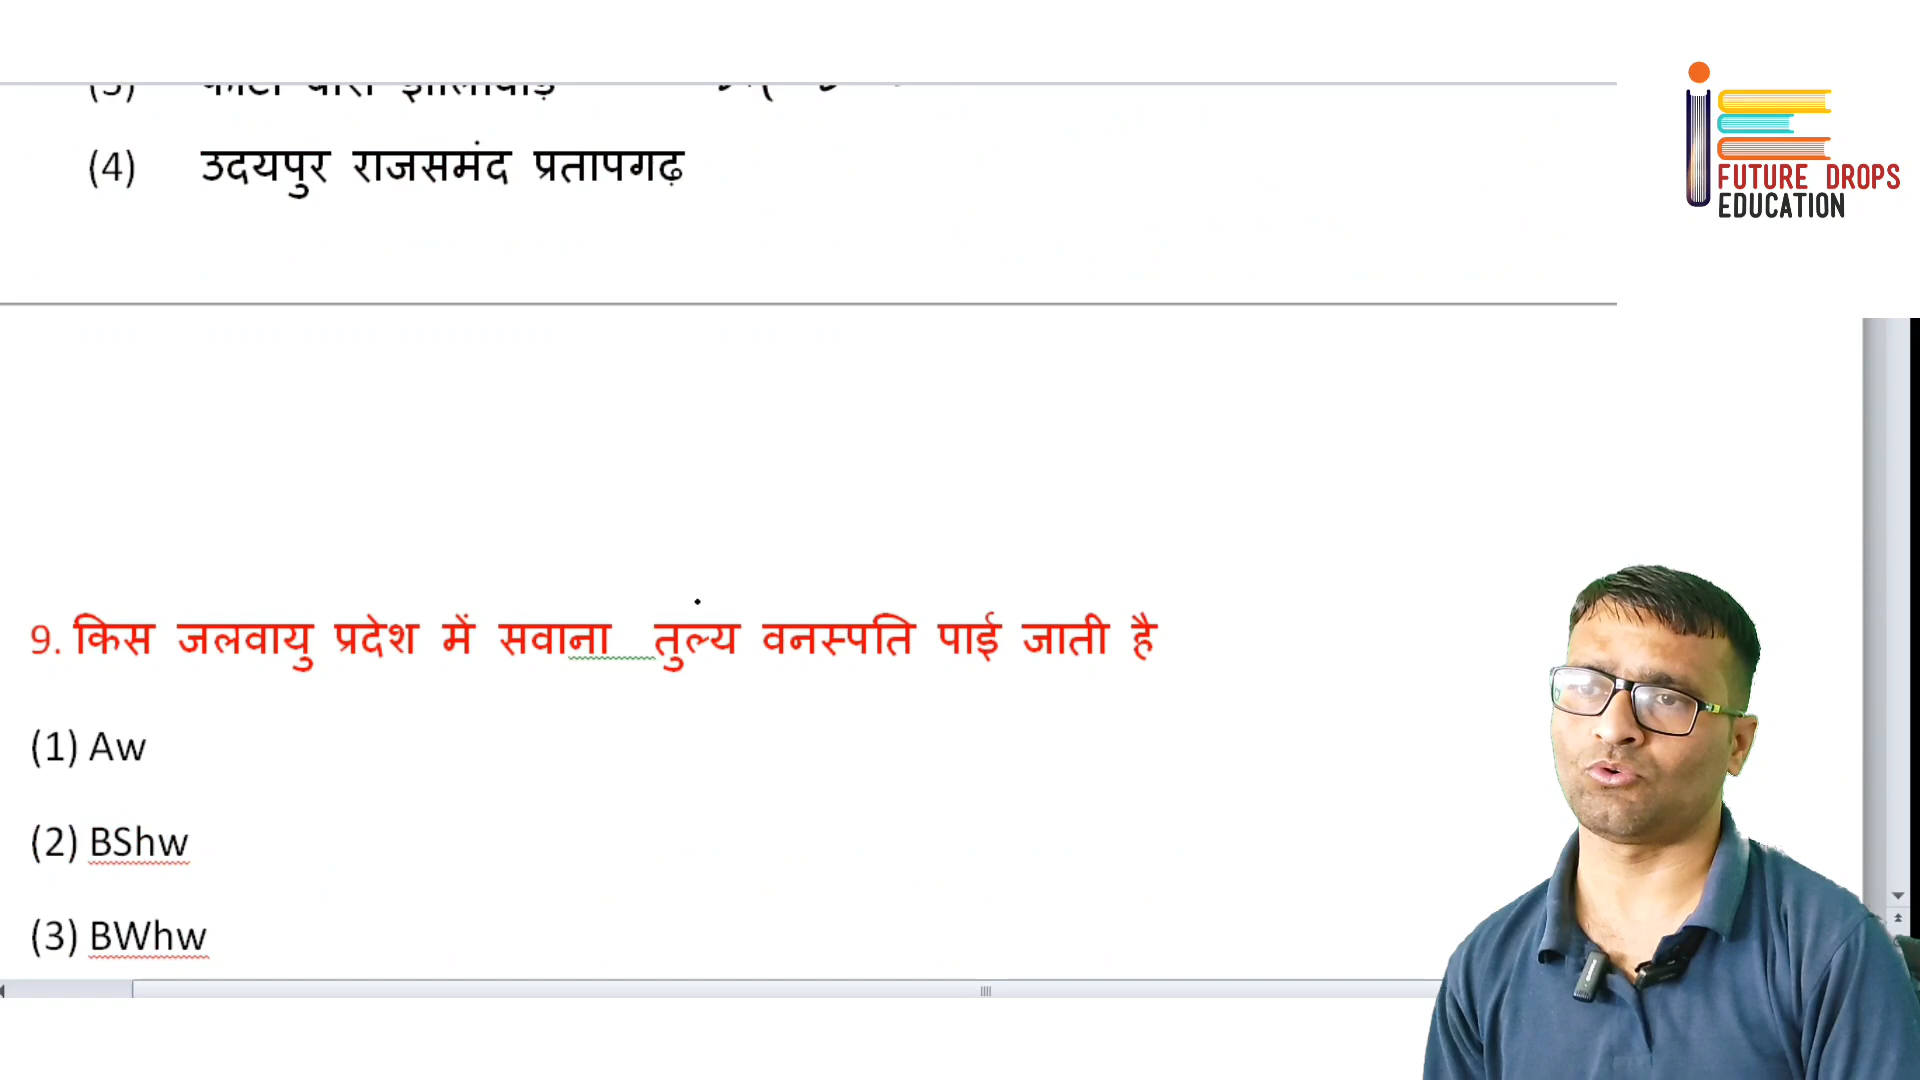 (3) कोटा बारां झालावाड़
(4) उदयपुर राजसमंद प्रतापगढ़
FUTURE DROPS
EDUCATION
9. किस जलवायु प्रदेश में सवाना तुल्य वनस्पति पाई जाती है
(1) Aw
(2) BShw
(3) BWhw